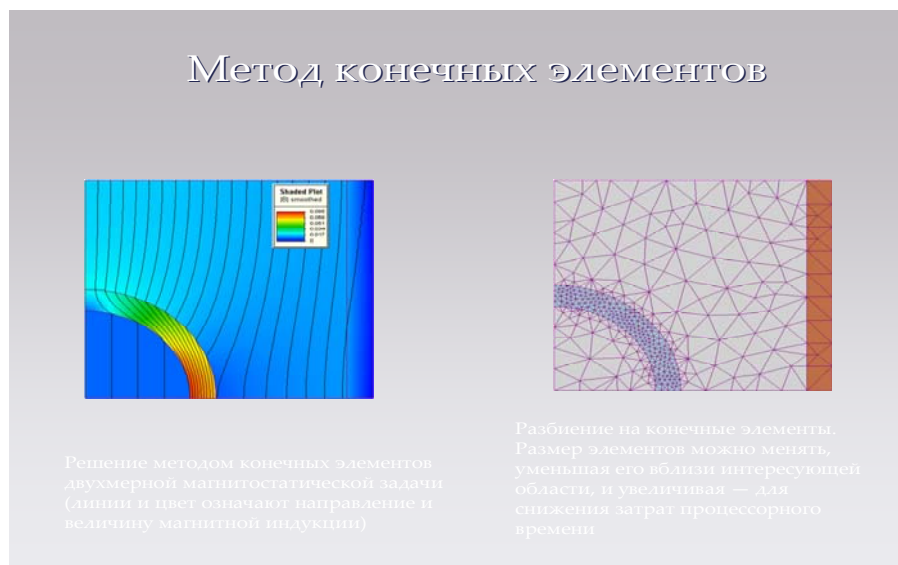 Метод конечных элементов
Shaded Plot
|B| smoothed
0
Решение методом конечных элементов
двухмерной магнитостатической задачи
(линии и цвет означают направление и
величину магнитной индукции)
Разбиение на конечные элементы.
Размер элементов можно менять,
уменьшая его вблизи интересующей
области, и увеличивая — для
снижения затрат процессорного
времени